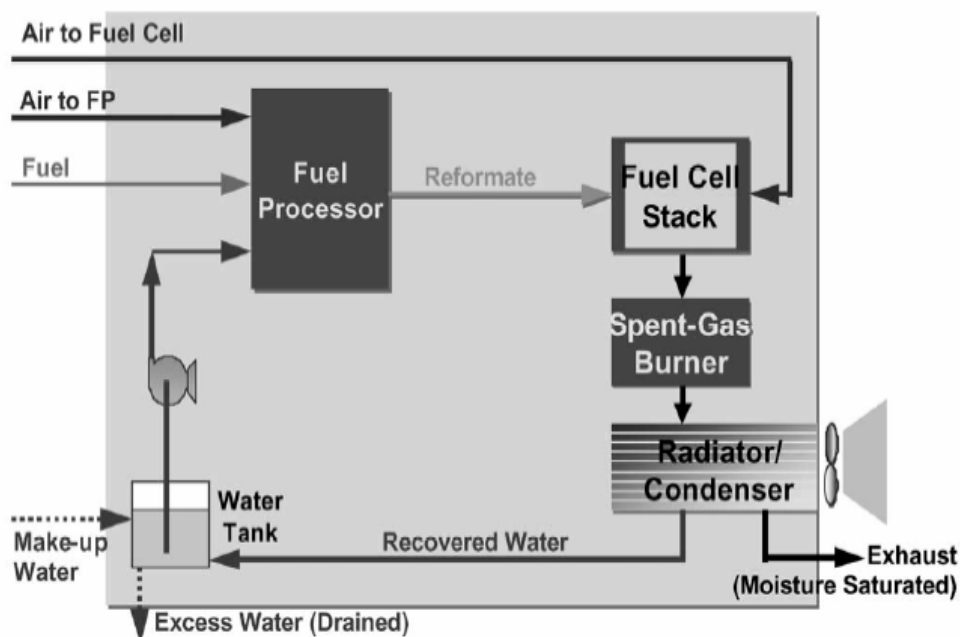 Air to Fuel Cell
Air to FP
Fuel
Fuel
Processor
Reformate
Fuel Cell
Stack
Spent-Gas
Burner
Radiator/
Condenser
Water
Tank
Make-up
Water
Recovered Water
Exhaust
(Moisture Saturated)
Excess Water (Drained)